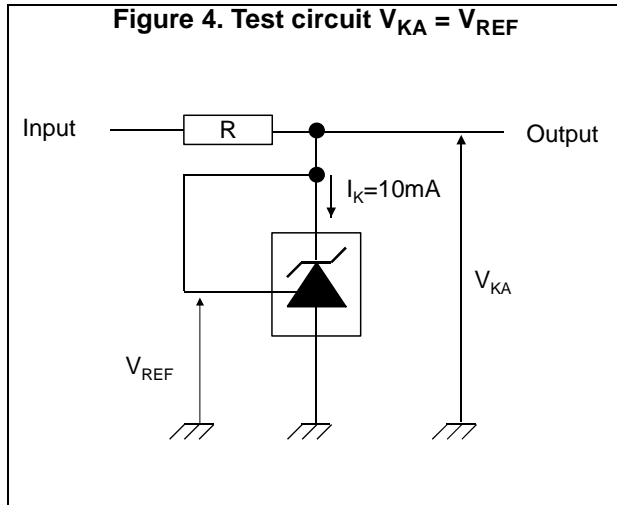 Figure 4. Test circuit VKA = VREF
Input
R
Output
IK=10mA
VKA
VREF